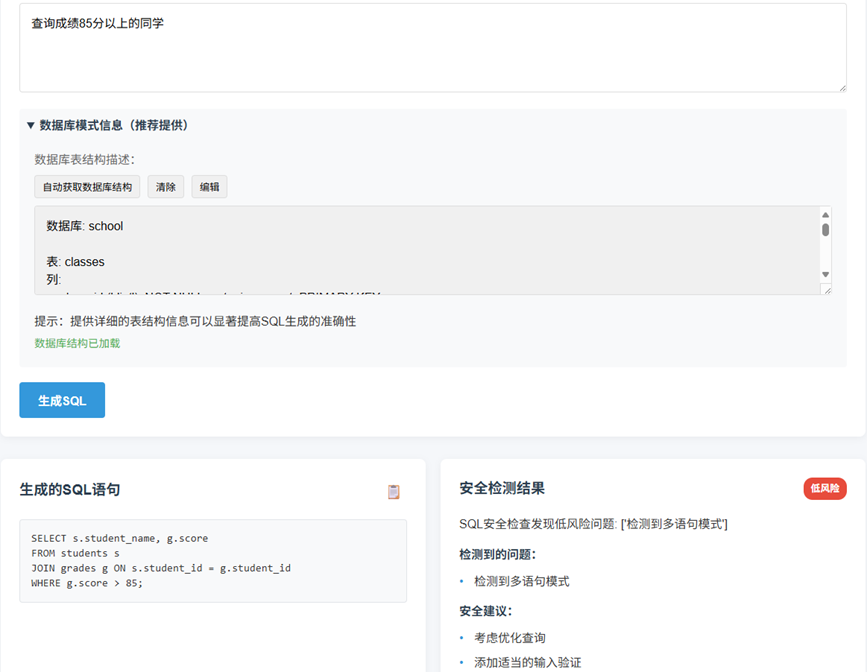 查询成绩85分以上的同学
▼ 数据库模式信息（推荐提供）
数据库表结构描述：
自动获取数据库结构 清除 编辑
数据库: school
表: classes
列:
提示：提供详细的表结构信息可以显著提高SQL生成的准确性
数据库结构已加载
生成SQL
生成的SQL语句
SELECT s.student_name, g.score
FROM students s
JOIN grades g ON s.student_id = g.student_id
WHERE g.score > 85;
安全检测结果
低风险
SQL安全检查发现低风险问题: ['检测到多语句模式']
检测到的问题：
• 检测到多语句模式
安全建议：
• 考虑优化查询
• 添加适当的输入验证